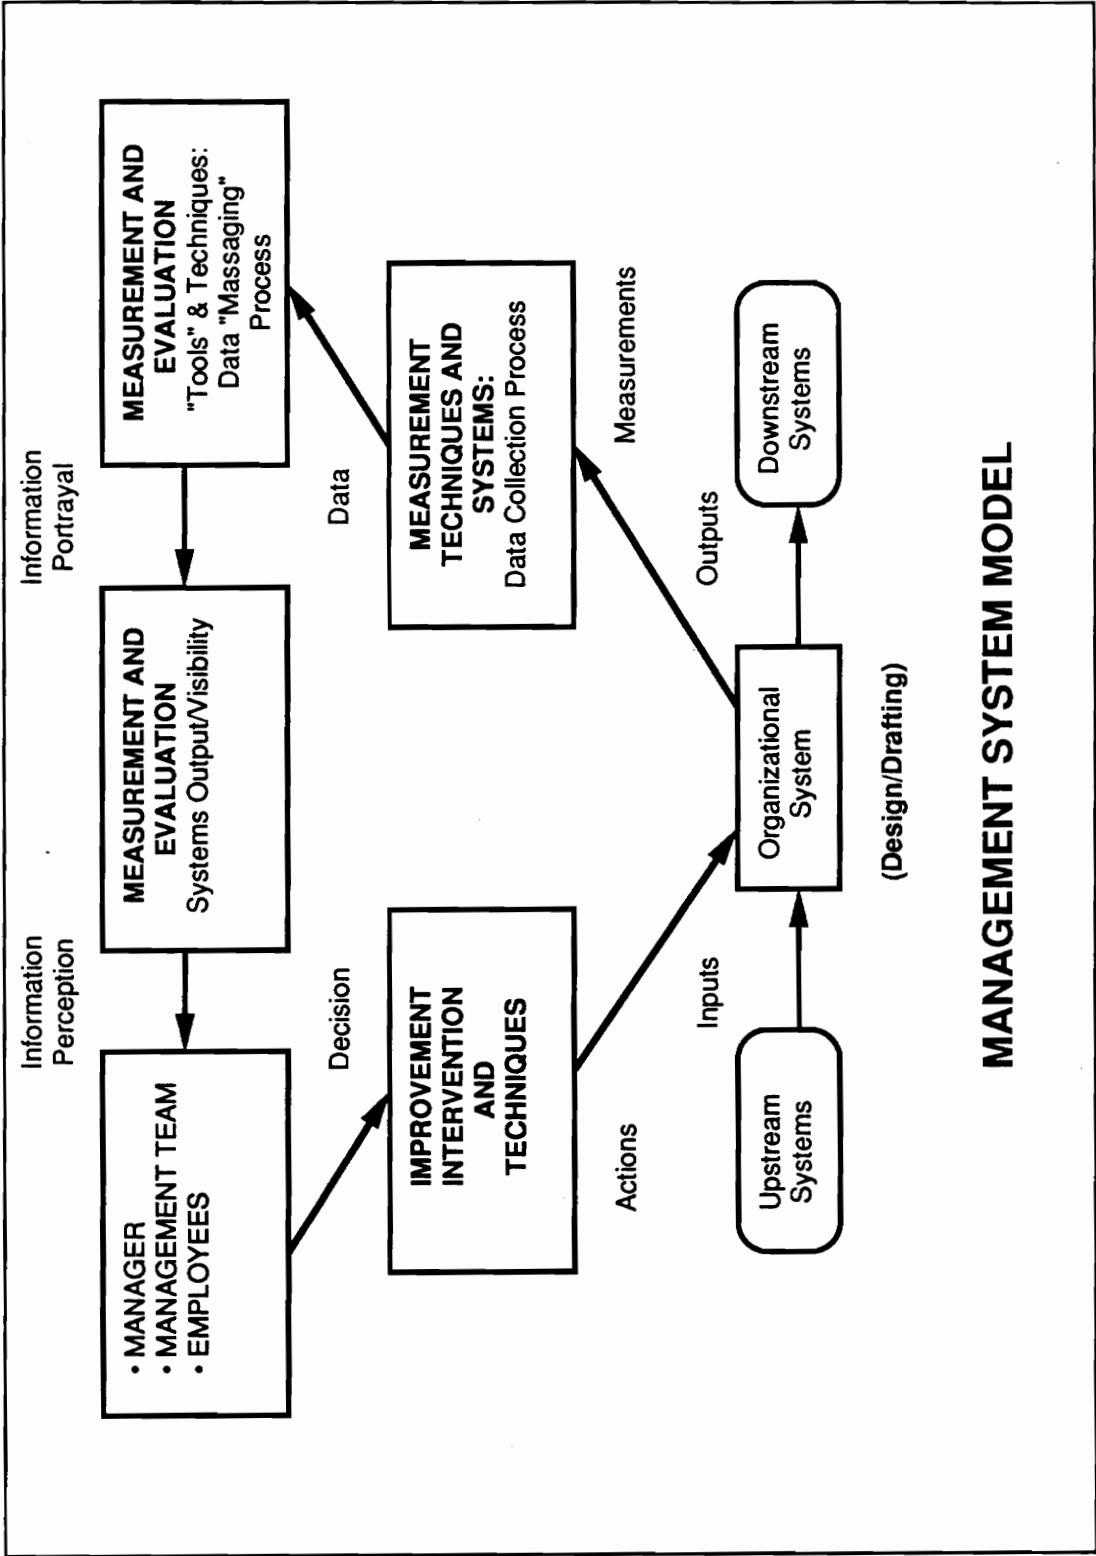 Information
Perception
Information
Portrayal
• MANAGER
• MANAGEMENT TEAM
• EMPLOYEES
MEASUREMENT AND
EVALUATION
Systems Output/Visibility
MEASUREMENT AND
EVALUATION
"Tools" & Techniques:
Data "Massaging"
Process
Decision
Data
IMPROVEMENT
INTERVENTION
AND
TECHNIQUES
MEASUREMENT
TECHNIQUES AND
SYSTEMS:
Data Collection Process
Actions
Measurements
Inputs
Outputs
Upstream
Systems
Organizational
System
Downstream
Systems
(Design/Drafting)
MANAGEMENT SYSTEM MODEL